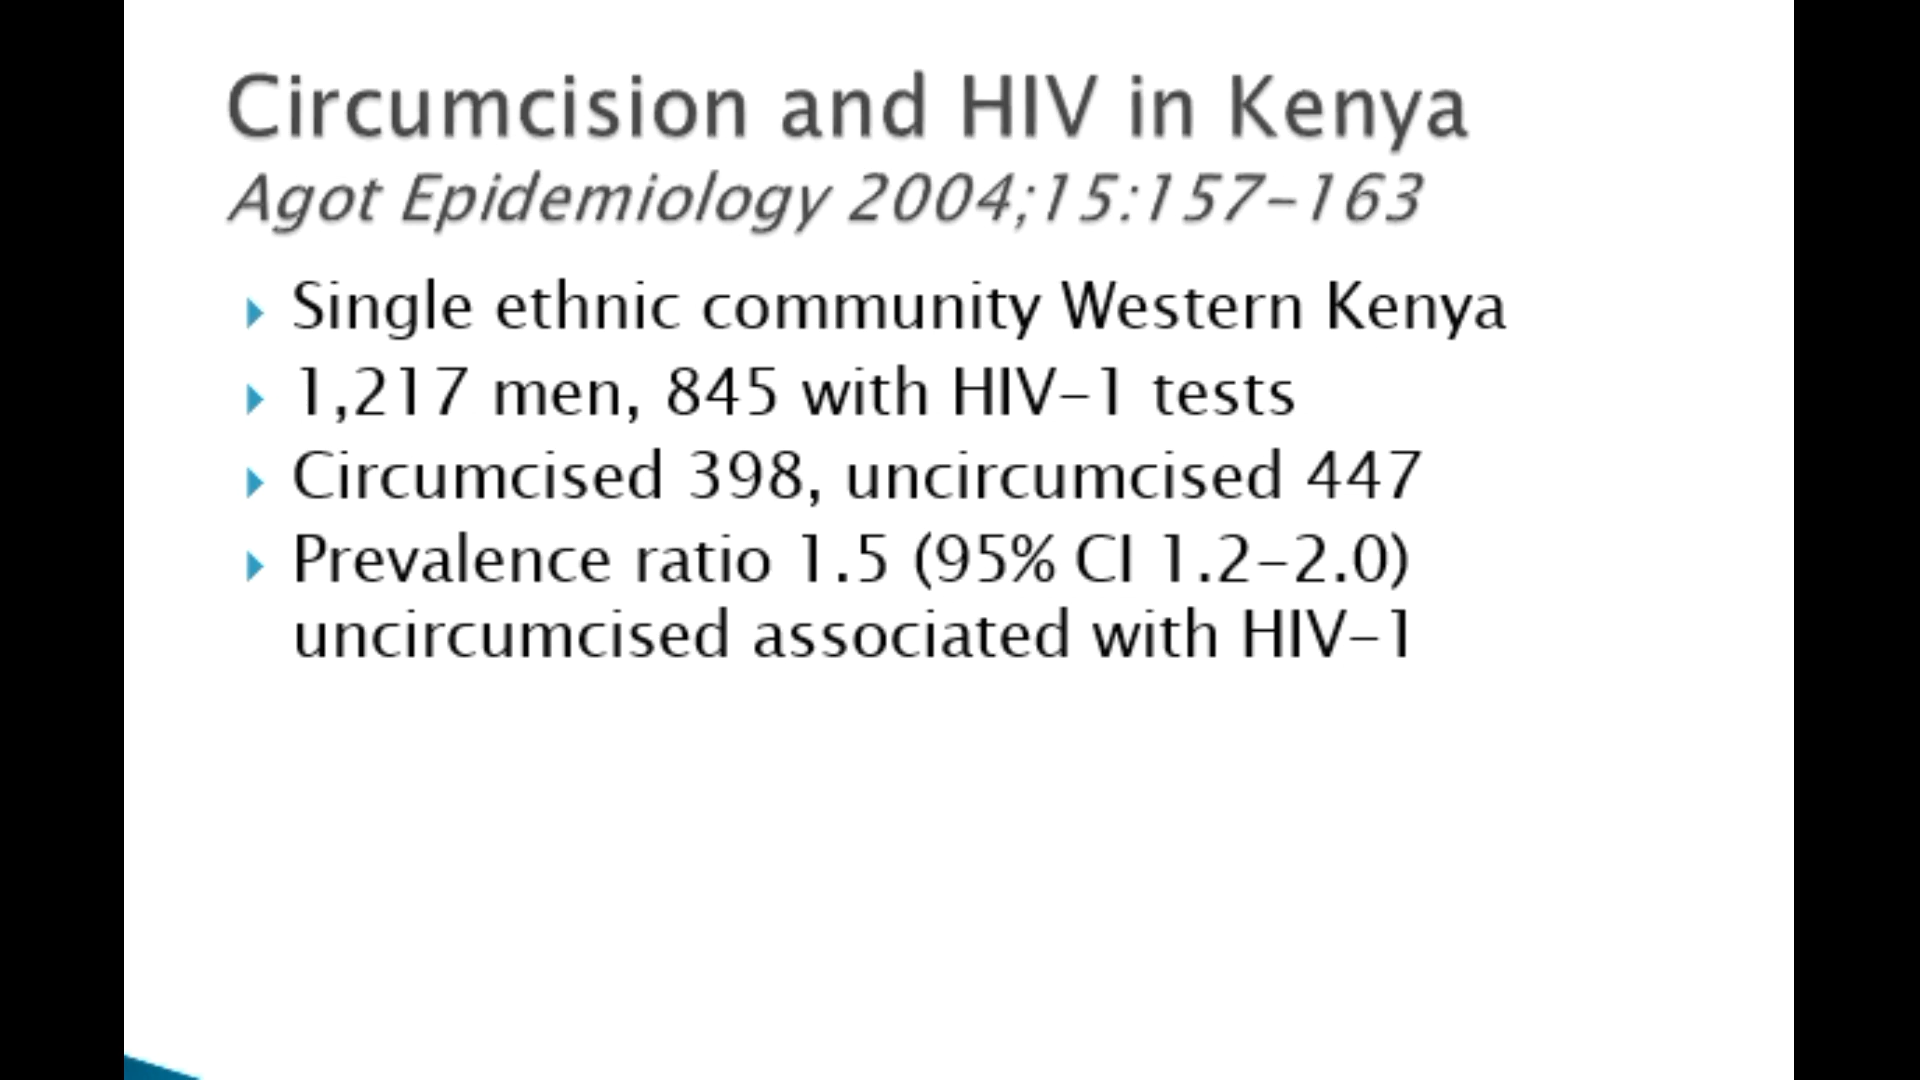 Circumcision and HIV in Kenya
Agot Epidemiology 2004;15:157-163
Single ethnic community Western Kenya
1,217 men, 845 with HIV-1 tests
Circumcised 398, uncircumcised 447
Prevalence ratio 1.5 (95% CI 1.2-2.0)
uncircumcised associated with HIV-1